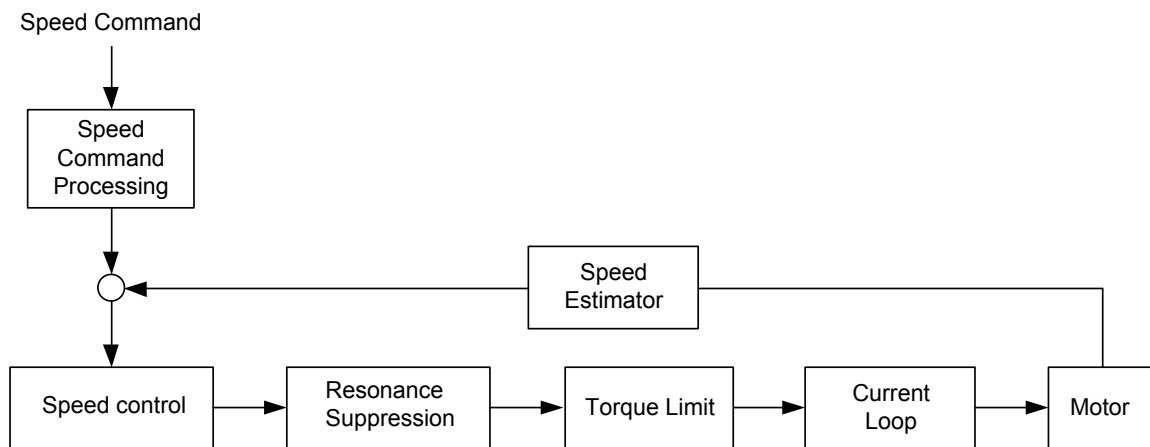 Speed Command
Speed
Command
Processing
Speed
Estimator
Speed control
Resonance
Suppression
Torque Limit
Current
Loop
Motor